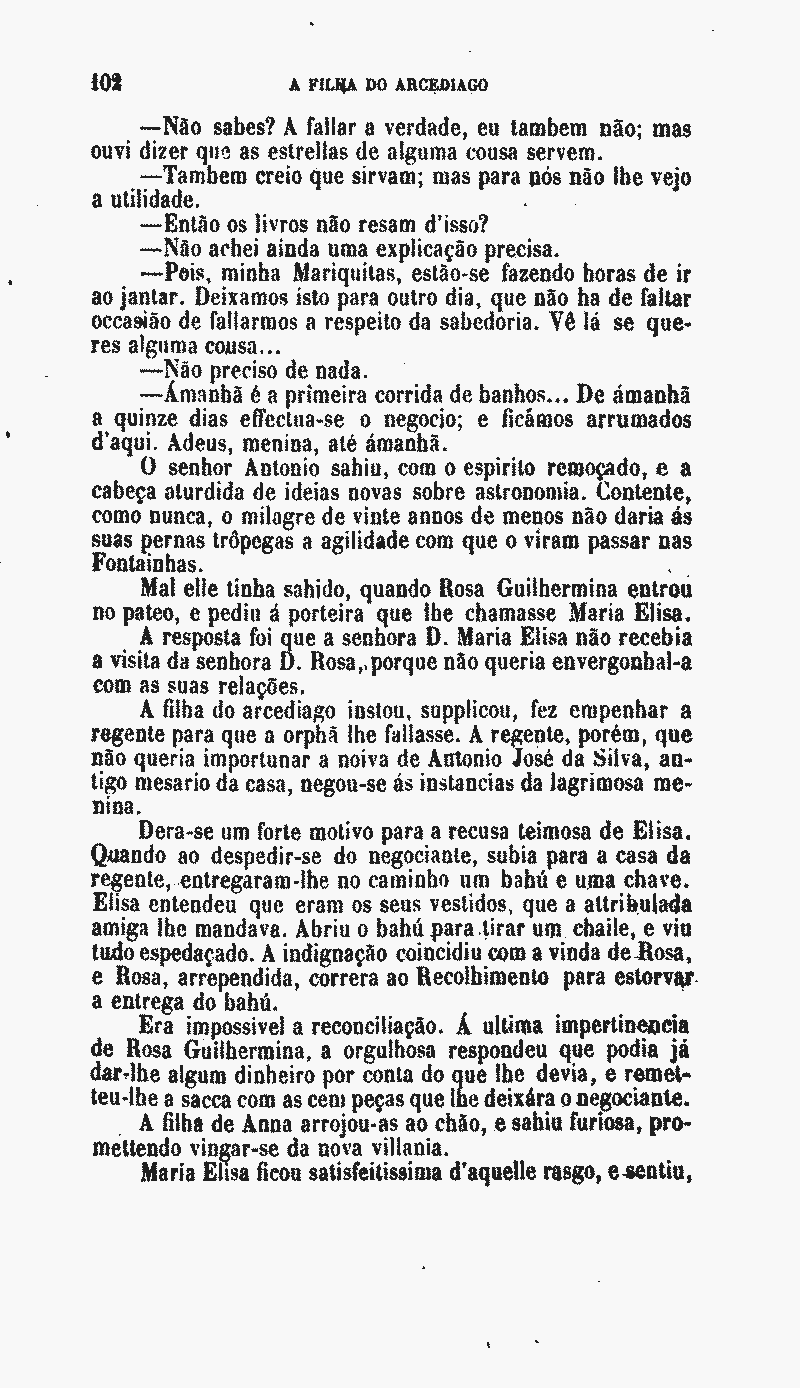 102 A FILHA DO ARCEDIAGO
—Não sabes? A fallar a verdade, eu tambem não; mas
ouvi dizer que as estrellas de alguma cousa servem.
—Tambem creio que sirvam; mas para nós não lhe vejo
a utilidade.
—Então os livros não resam d'isso?
—Não achei ainda uma explicação precisa.
—Pois, minha Mariquitas, estão-se fazendo horas de ir
ao jantar. Deixamos isto para outro dia, que não ha de faltar
occasião de fallarmos a respeito da sabedoria. Vê lá se que-
res alguma cousa...
—Não preciso de nada.
—Ámanhã é a primeira corrida de banhos... De ámanhã
a quinze dias effectua-se o negocio; e ficâmos arrumados
d'aqui. Adeus, menina, até ámanhã.
O senhor Antonio sahiu, com o espirito remoçado, e a
cabeça aturdida de ideias novas sobre astronomia. Contente,
como nunca, o milagre de vinte annos de menos não daria ás
suas pernas trôpegas a agilidade com que o viram passar nas
Fontainhas.
Mal elle tinha sahido, quando Rosa Guilhermina entrou
no pateo, e pediu á porteira que lhe chamasse Maria Elisa.
A resposta foi que a senhora D. Maria Elisa não recebia
a visita da senhora D. Rosa, porque não queria envergonhal-a
com as suas relações.
A filha do arcediago instou, supplicou, fez empenhar a
regente para que a orphã lhe fallasse. A regente, porém, que
não queria importunar a noiva de Antonio José da Silva, an-
tigo mesario da casa, negou-se ás instancias da lagrimosa me-
nina.
Dera-se um forte motivo para a recusa teimosa de Elisa.
Quando ao despedir-se do negociante, subia para a casa da
regente, entregaram-lhe no caminho um bahú e uma chave.
Elisa entendeu que eram os seus vestidos, que a attribulada
amiga lhe mandava. Abriu o bahú para tirar um chaile, e viu
tudo espedaçado. A indignação coincidiu com a vinda de Rosa,
e Rosa, arrependida, correra ao Recolhimento para estorvar
a entrega do bahú.
Era impossivel a reconciliação. Á ultima impertinencia
de Rosa Guilhermina, a orgulhosa respondeu que podia já
dar-lhe algum dinheiro por conta do que lhe devia, e remet-
teu-lhe a sacca com as cem peças que lhe deixára o negociante.
A filha de Anna arrojou-as ao chão, e sahiu furiosa, pro-
mettendo vingar-se da nova villania.
Maria Elisa ficou satisfeitissima d'aquelle rasgo, e sentiu,